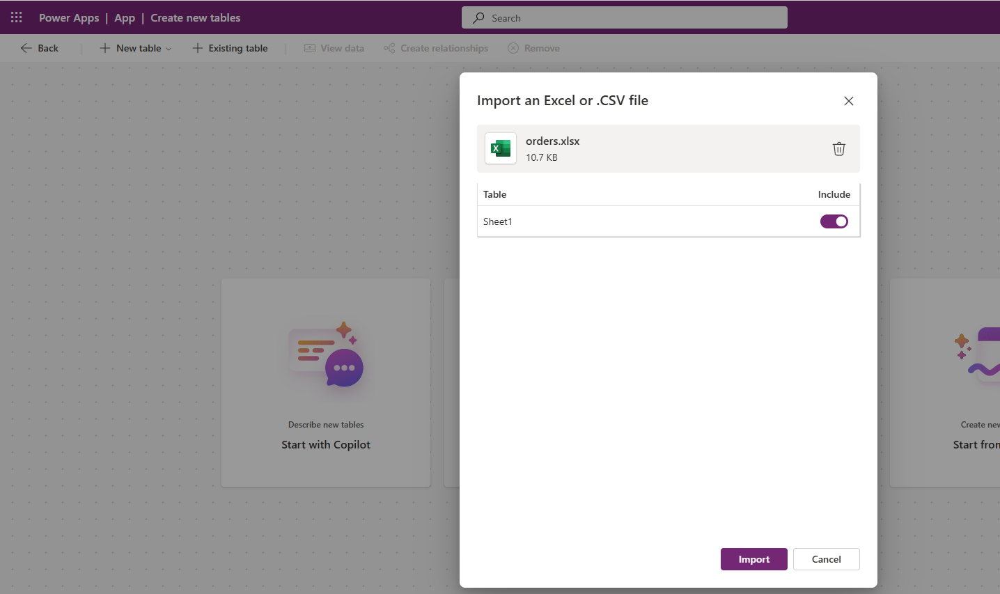 Power Apps | App | Create new tables
Search
Back
New table
Existing table
View data
Create relationships
Remove
Import an Excel or .CSV file
X
orders.xlsx
10.7 KB
Table Include
Sheet1
Describe new tables
Start with Copilot
Create new
Start from
Import
Cancel